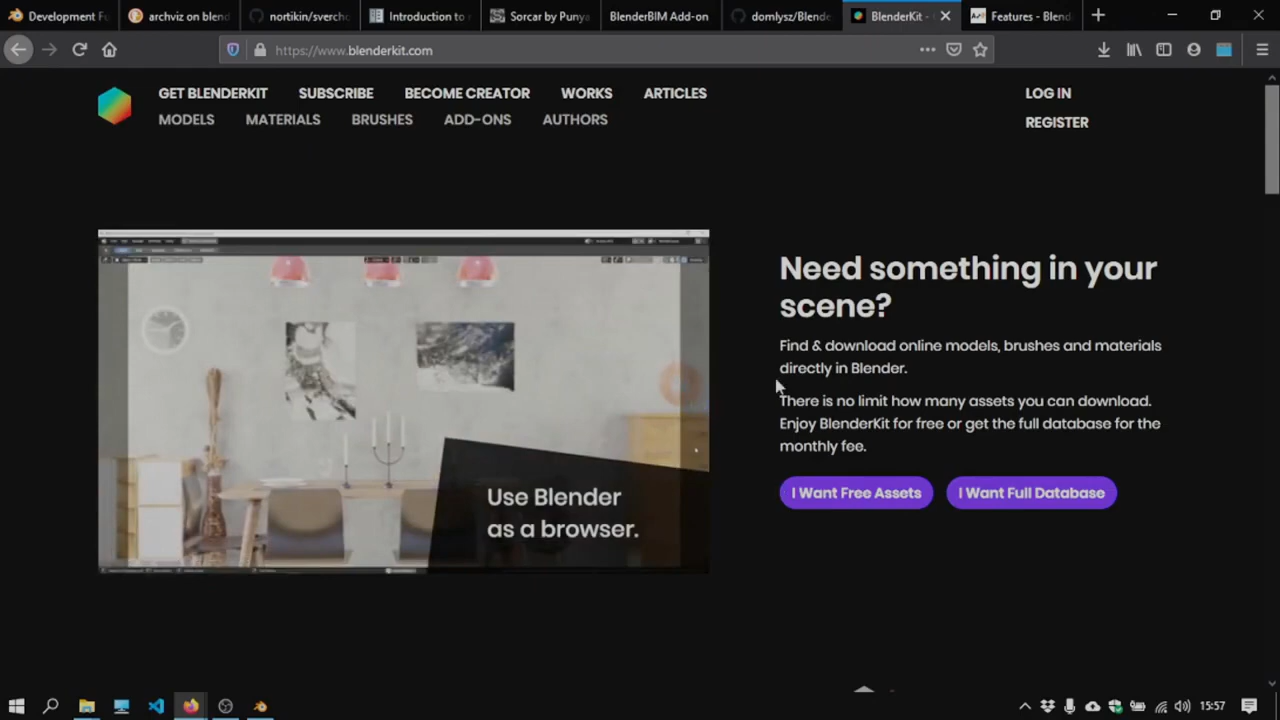 Development F
archviz on blend
nortikin/sverch
Introduction to
Sorcar by Punya
BlenderBIM Add-on
domlysz/Blende
BlenderKit -
Features - Blend
https://www.blenderkit.com
GET BLENDERKIT SUBSCRIBE BECOME CREATOR WORKS ARTICLES
MODELS MATERIALS BRUSHES ADD-ONS AUTHORS
LOG IN
REGISTER
Use Blender
as a browser.
Need something in your
scene?
Find & download online models, brushes and materials
directly in Blender.
There is no limit how many assets you can download.
Enjoy BlenderKit for free or get the full database for the
monthly fee.
I Want Free Assets I Want Full Database
15:57